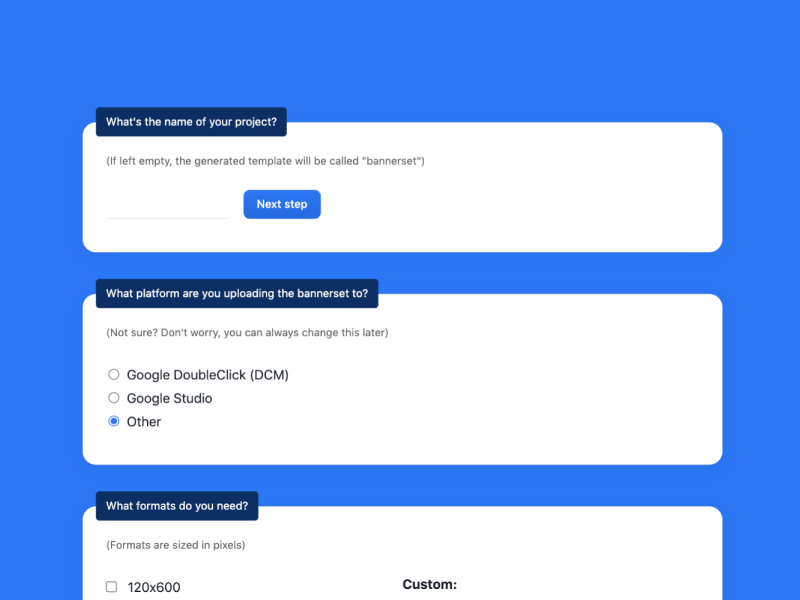 What's the name of your project?
(If left empty, the generated template will be called "bannerset")
Next step
What platform are you uploading the bannerset to?
(Not sure? Don't worry, you can always change this later)
Google DoubleClick (DCM)
Google Studio
Other
What formats do you need?
(Formats are sized in pixels)
120x600
Custom: